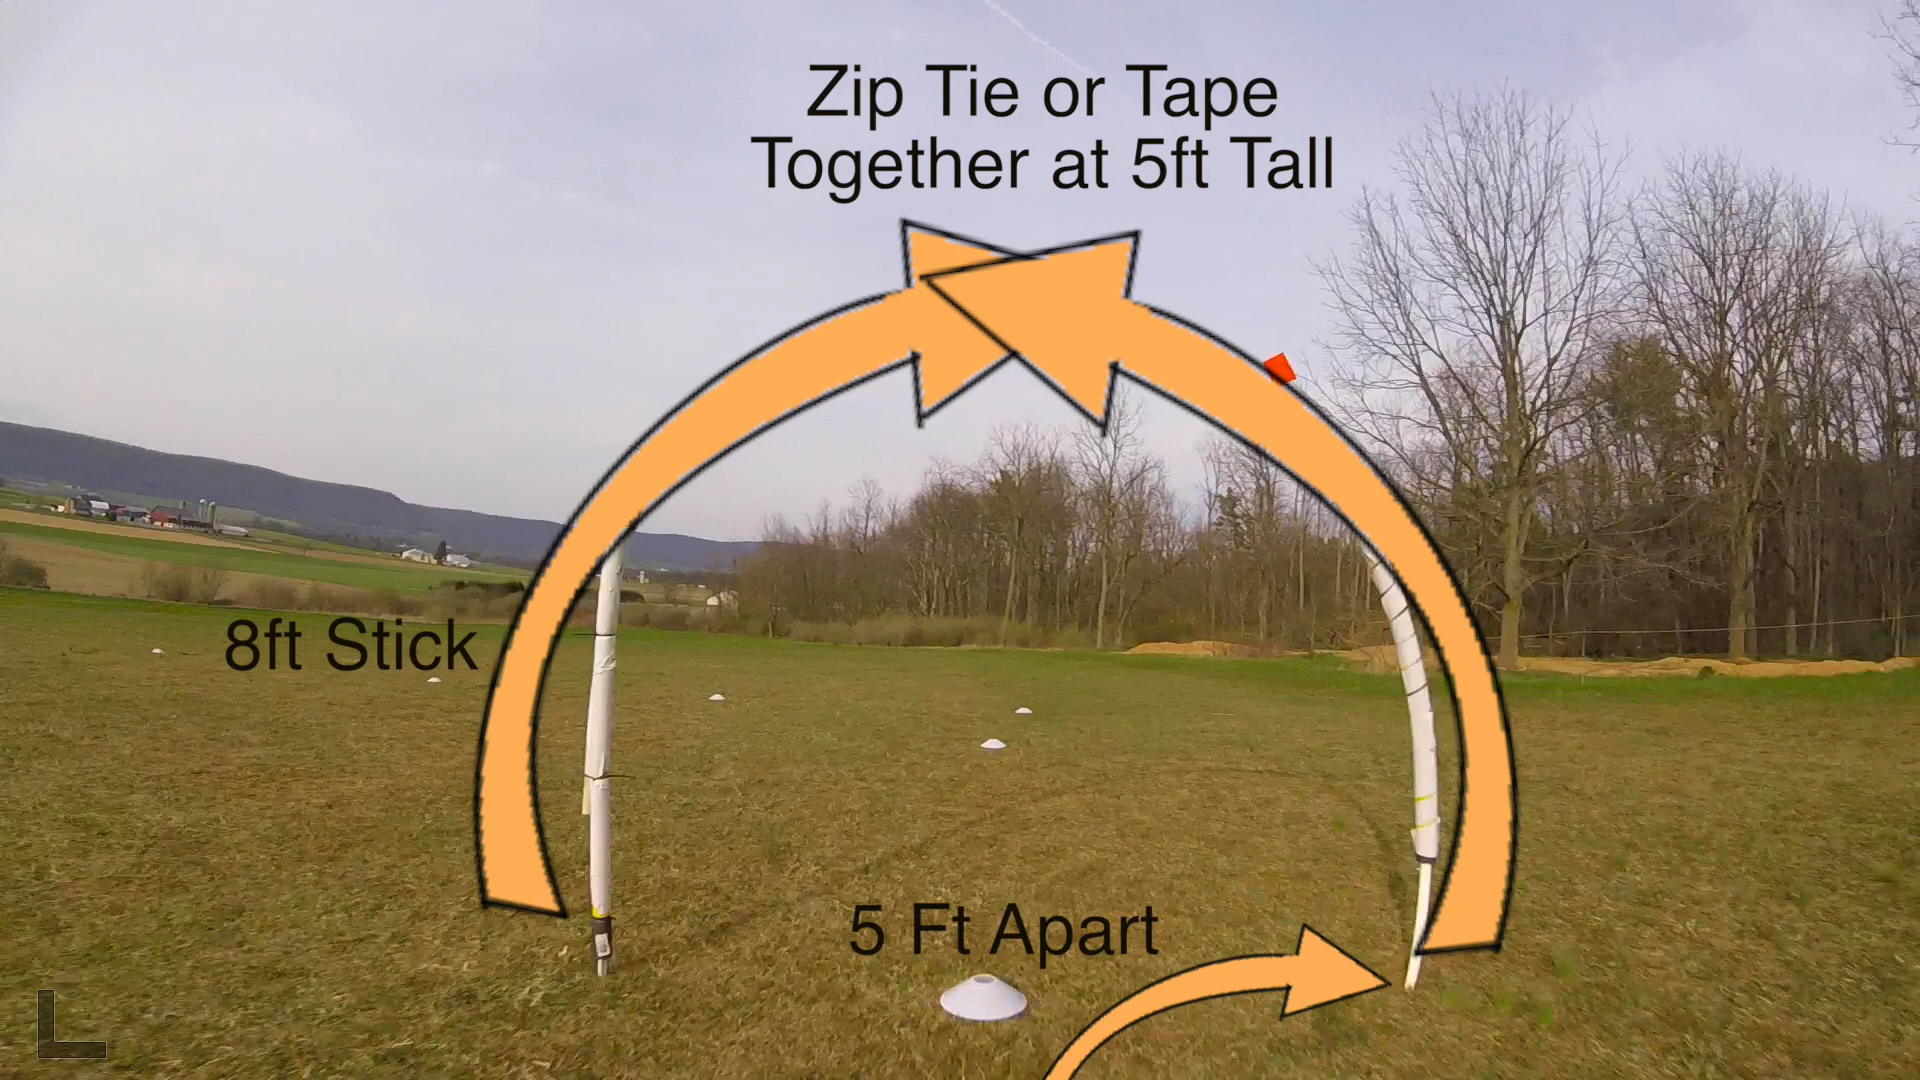 Zip Tie or Tape
Together at 5ft Tall
8ft Stick
5 Ft Apart